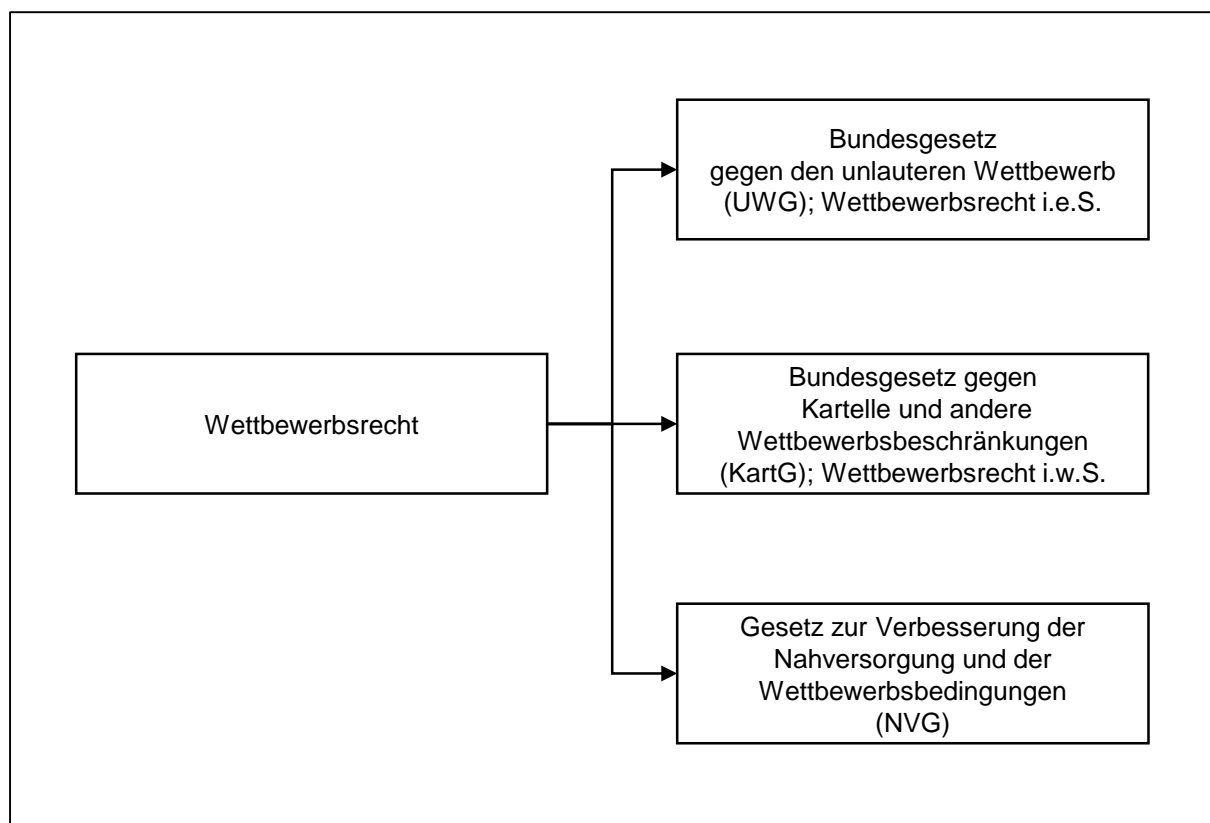 Wettbewerbsrecht
Bundesgesetz
gegen den unlauteren Wettbewerb
(UWG); Wettbewerbsrecht i.e.S.
Bundesgesetz gegen
Kartelle und andere
Wettbewerbsbeschränkungen
(KartG); Wettbewerbsrecht i.w.S.
Gesetz zur Verbesserung der
Nahversorgung und der
Wettbewerbsbedingungen
(NVG)